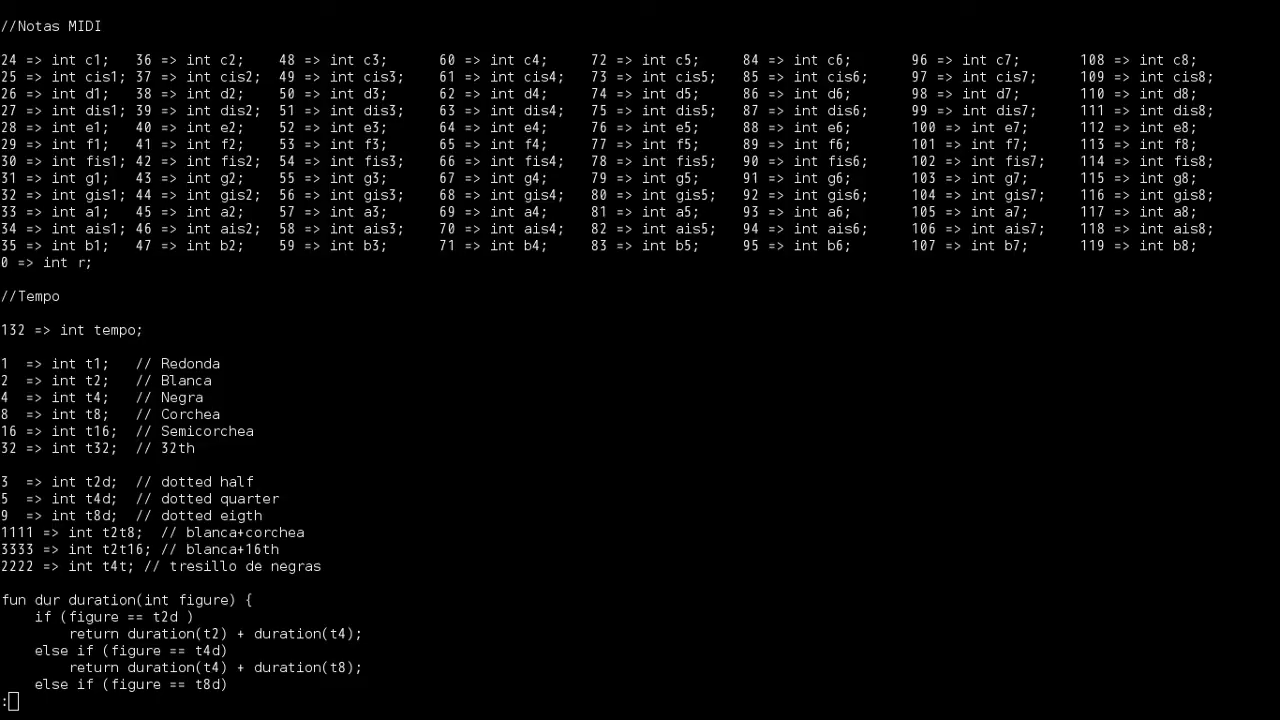 //Notas MIDI
24 => int c1;   36 => int c2;    48 => int c3;      60 => int c4;     72 => int c5;     84 => int c6;       96 => int c7;       108 => int c8;
25 => int cis1; 37 => int cis2;  49 => int cis3;    61 => int cis4;   73 => int cis5;   85 => int cis6;     97 => int cis7;     109 => int cis8;
26 => int d1;   38 => int d2;    50 => int d3;      62 => int d4;     74 => int d5;     86 => int d6;       98 => int d7;       110 => int d8;
27 => int dis1; 39 => int dis2;  51 => int dis3;    63 => int dis4;   75 => int dis5;   87 => int dis6;     99 => int dis7;     111 => int dis8;
28 => int e1;   40 => int e2;    52 => int e3;      64 => int e4;     76 => int e5;     88 => int e6;       100 => int e7;      112 => int e8;
29 => int f1;   41 => int f2;    53 => int f3;      65 => int f4;     77 => int f5;     89 => int f6;       101 => int f7;      113 => int f8;
30 => int fis1; 42 => int fis2;  54 => int fis3;    66 => int fis4;   78 => int fis5;   90 => int fis6;     102 => int fis7;    114 => int fis8;
31 => int g1;   43 => int g2;    55 => int g3;      67 => int g4;     79 => int g5;     91 => int g6;       103 => int g7;      115 => int g8;
32 => int gis1; 44 => int gis2;  56 => int gis3;    68 => int gis4;   80 => int gis5;   92 => int gis6;     104 => int gis7;    116 => int gis8;
33 => int a1;   45 => int a2;    57 => int a3;      69 => int a4;     81 => int a5;     93 => int a6;       105 => int a7;      117 => int a8;
34 => int ais1; 46 => int ais2;  58 => int ais3;    70 => int ais4;   82 => int ais5;   94 => int ais6;     106 => int ais7;    118 => int ais8;
35 => int b1;   47 => int b2;    59 => int b3;      71 => int b4;     83 => int b5;     95 => int b6;       107 => int b7;      119 => int b8;
0 => int r;
//Tempo
132 => int tempo;
1  => int t1;   // Redonda
2  => int t2;   // Blanca
4  => int t4;   // Negra
8  => int t8;   // Corchea
16 => int t16;  // Semicorchea
32 => int t32;  // 32th
3  => int t2d;  // dotted half
5  => int t4d;  // dotted quarter
9  => int t8d;  // dotted eigth
1111 => int t2t8;  // blanca+corchea
3333 => int t2t16; // blanca+16th
2222 => int t4t; // tresillo de negras
fun dur duration(int figure) {
    if (figure == t2d )
        return duration(t2) + duration(t4);
    else if (figure == t4d)
        return duration(t4) + duration(t8);
    else if (figure == t8d)
: